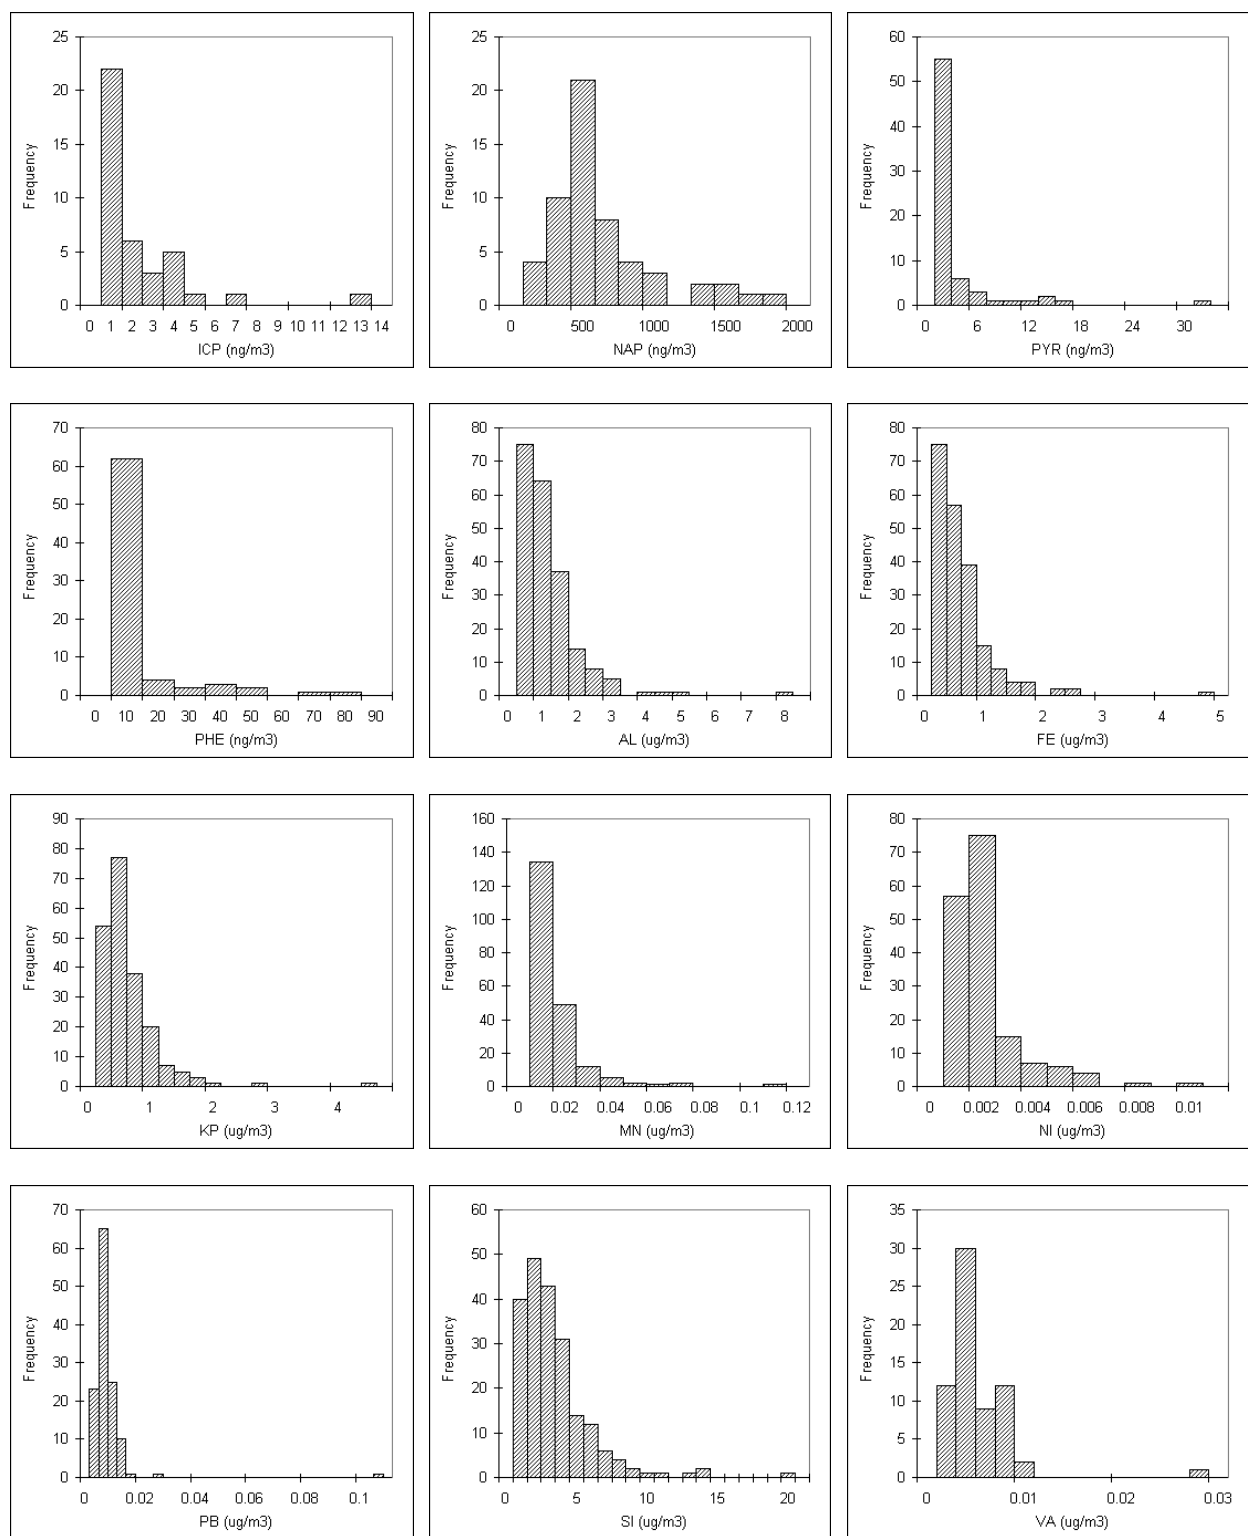 25
20
15
10
5
0
Frequency
0 1 2 3 4 5 6 7 8 9 10 11 12 13 14
ICP (ng/m3)
25
20
15
10
5
0
Frequency
0 500 1000 1500 2000
NAP (ng/m3)
60
50
40
30
20
10
0
Frequency
0 6 12 18 24 30
PYR (ng/m3)
70
60
50
40
30
20
10
0
Frequency
0 10 20 30 40 50 60 70 80 90
PHE (ng/m3)
80
70
60
50
40
30
20
10
0
Frequency
0 1 2 3 4 5 6 7 8
AL (ug/m3)
80
70
60
50
40
30
20
10
0
Frequency
0 1 2 3 4 5
FE (ug/m3)
90
80
70
60
50
40
30
20
10
0
Frequency
0 1 2 3 4
KP (ug/m3)
160
140
120
100
80
60
40
20
0
Frequency
0 0.02 0.04 0.06 0.08 0.1 0.12
MN (ug/m3)
80
70
60
50
40
30
20
10
0
Frequency
0 0.002 0.004 0.006 0.008 0.01
NI (ug/m3)
70
60
50
40
30
20
10
0
Frequency
0 0.02 0.04 0.06 0.08 0.1
PB (ug/m3)
60
50
40
30
20
10
0
Frequency
0 5 10 15 20
SI (ug/m3)
35
30
25
20
15
10
5
0
Frequency
0 0.01 0.02 0.03
VA (ug/m3)